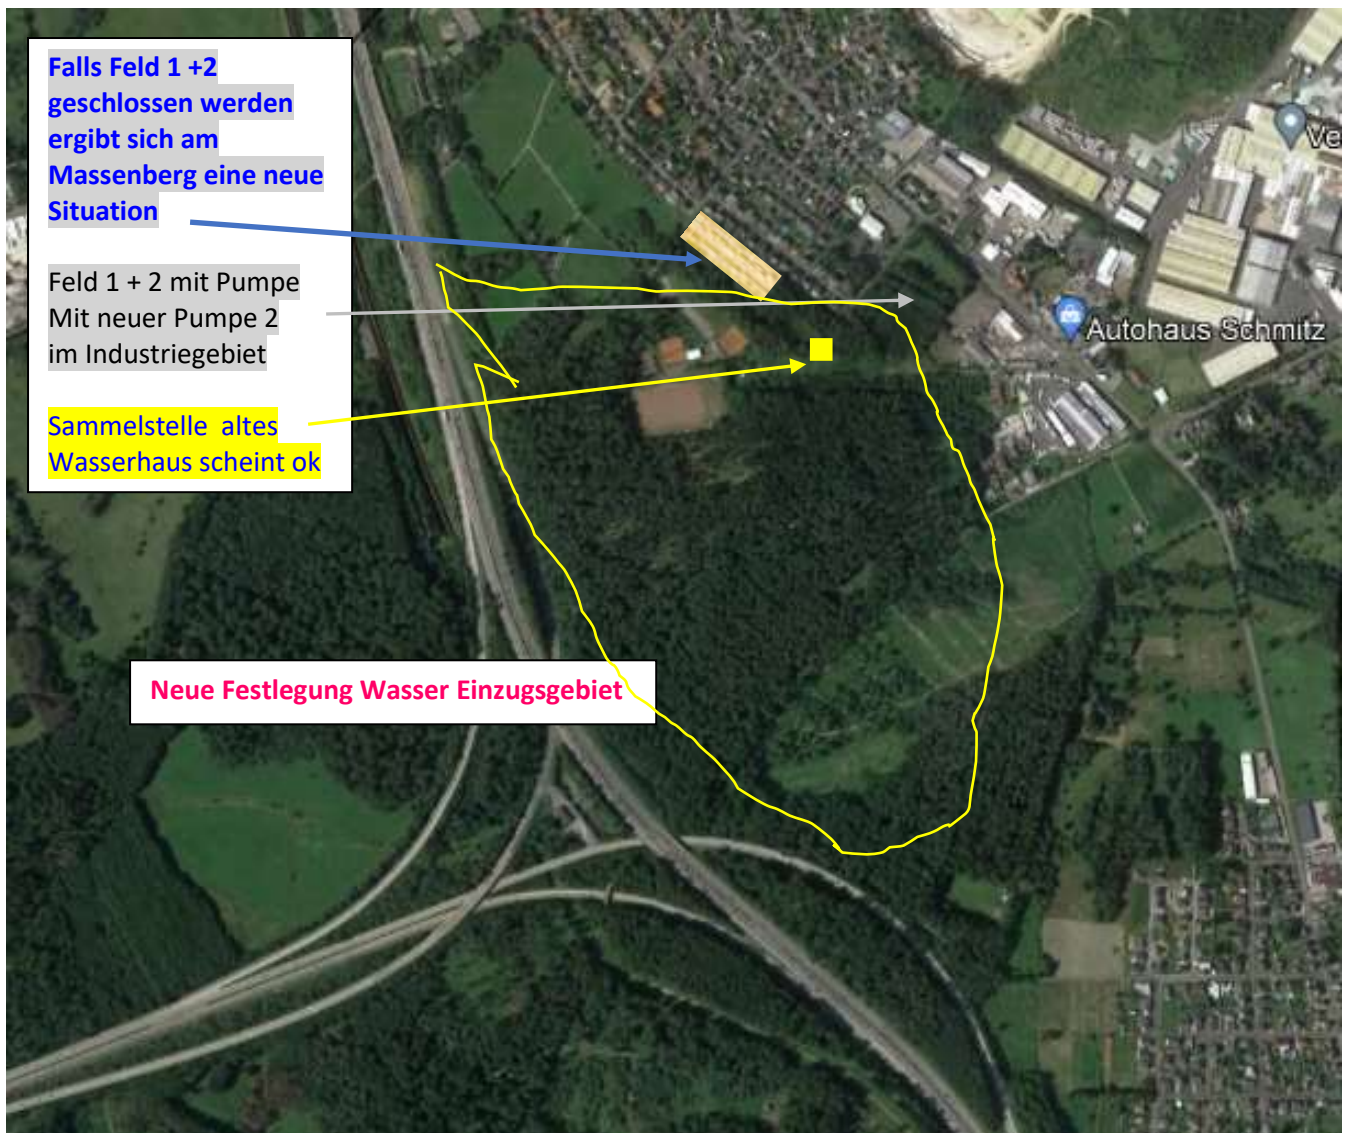 Falls Feld 1 +2
geschlossen werden
ergibt sich am
Massenberg eine neue
Situation
Feld 1 + 2 mit Pumpe
Mit neuer Pumpe 2
im Industriegebiet
Sammelstelle altes
Wasserhaus scheint ok
Ve
Autohaus Schmitz
Neue Festlegung Wasser Einzugsgebiet